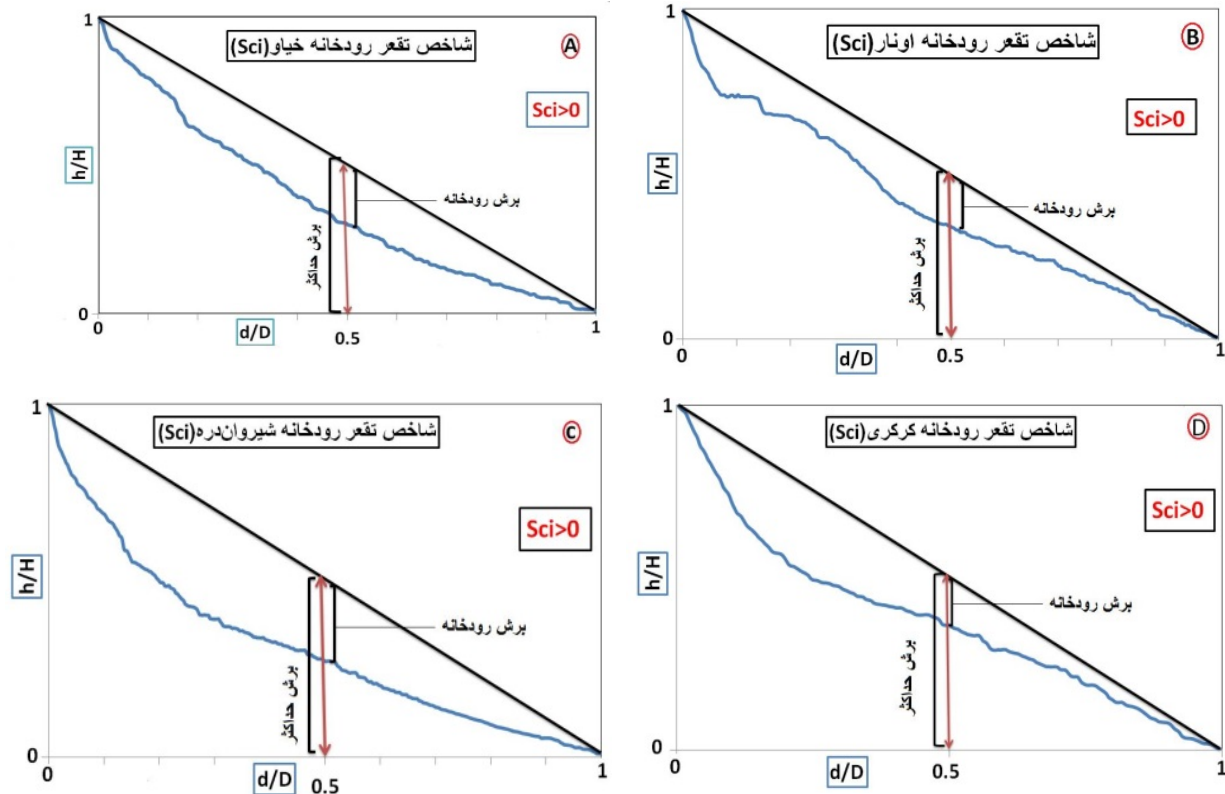 1
شاخص تقعر رودخانه خیاو(Sci)
A
Sci>0
h/H
برش رودخانه
برش حداکثر
0
0
d/D
0.5
1
1
شاخص تقعر رودخانه اونار(Sci)
B
Sci>0
h/H
برش رودخانه
برش حداکثر
0
0
d/D
0.5
1
1
شاخص تقعر رودخانه شیروان‌دره(Sci)
C
Sci>0
h/H
برش رودخانه
برش حداکثر
0
0
d/D
0.5
1
1
شاخص تقعر رودخانه کرکری(Sci)
D
Sci>0
h/H
برش رودخانه
برش حداکثر
0
0
d/D
0.5
1